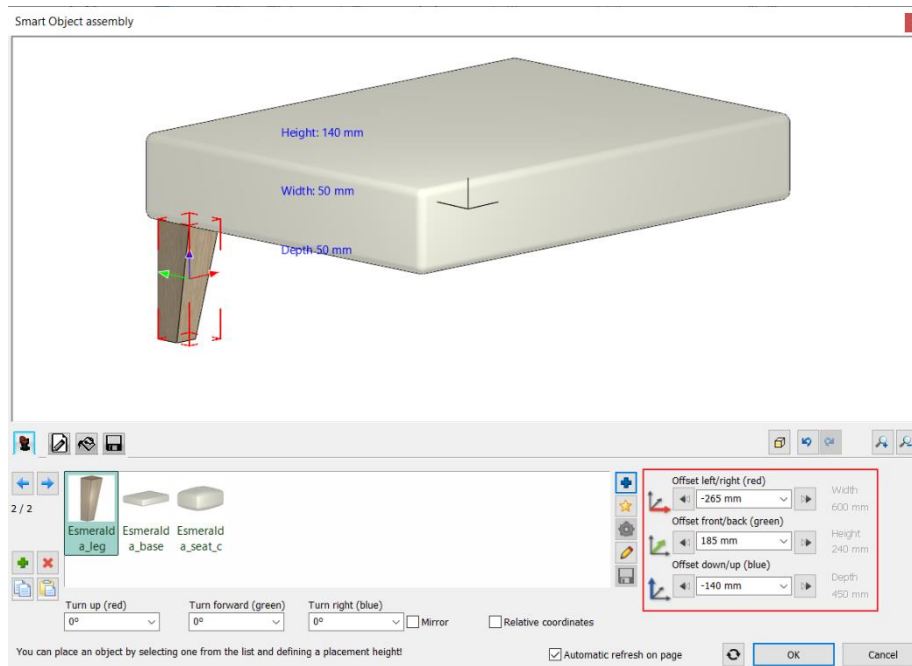 Smart Object assembly
Height: 140 mm
Width: 50 mm
Depth 50 mm
2 / 2
Esmerald
a_leg
Esmerald
a_base
Esmerald
a_seat_c
Offset left/right (red)
-265 mm
Width
600 mm
Offset front/back (green)
185 mm
Height
240 mm
Offset down/up (blue)
-140 mm
Depth
450 mm
Turn up (red)
0°
Turn forward (green)
0°
Turn right (blue)
0°
Mirror
Relative coordinates
You can place an object by selecting one from the list and defining a placement height!
Automatic refresh on page
OK
Cancel